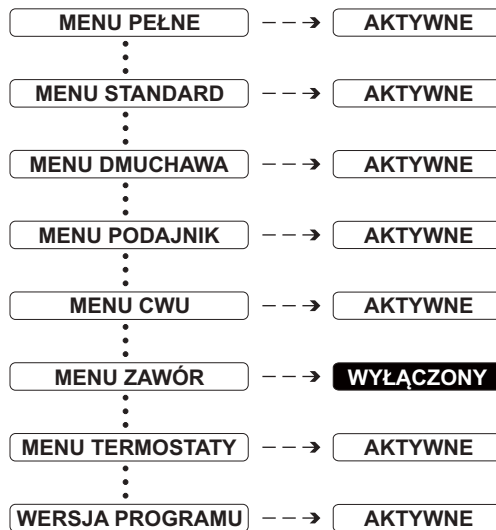 MENU PEŁNE AKTYWNE
MENU STANDARD AKTYWNE
MENU DMUCHAWA AKTYWNE
MENU PODAJNIK AKTYWNE
MENU CWU AKTYWNE
MENU ZAWÓR WYŁĄCZONY
MENU TERMOSTATY AKTYWNE
WERSJA PROGRAMU AKTYWNE